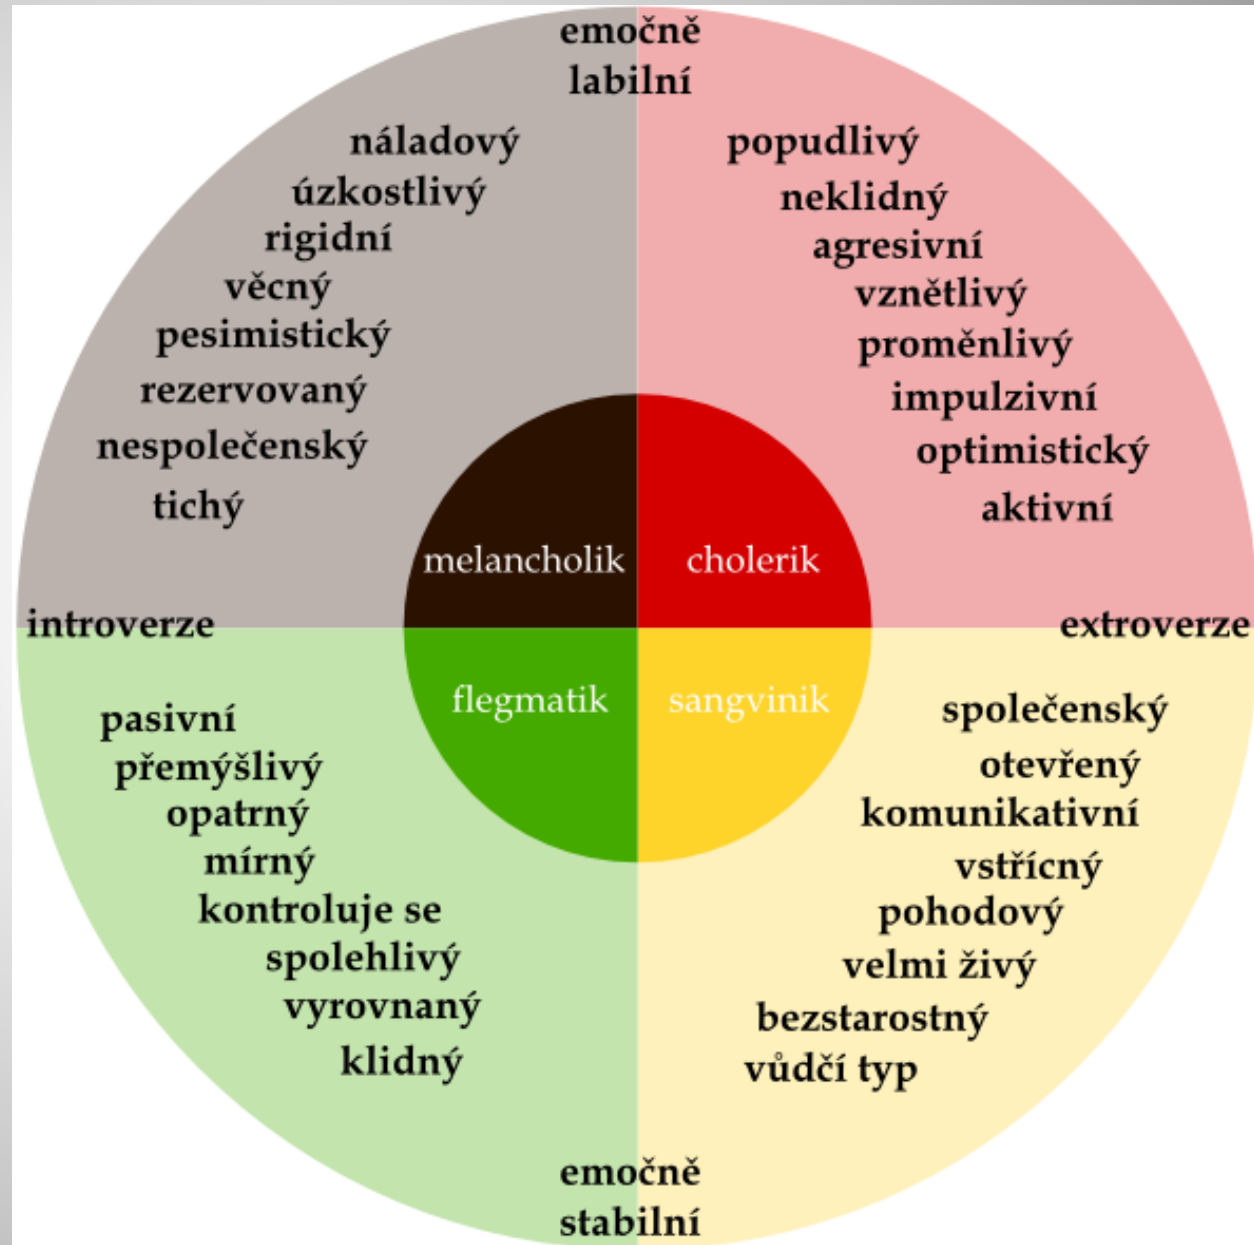 emočně
labilní
náladový
úzkostlivý
rigidní
věcný
pesimistický
rezervovaný
nespolečenský
tichý
popudlivý
neklidný
agresivní
vznětlivý
proměnlivý
impulzivní
optimistický
aktivní
melancholik
cholerik
introverze
extroverze
flegmatik
sangvinik
pasivní
přemýšlivý
opatrný
mírný
kontroluje se
spolehlivý
vyrovnaný
klidný
společenský
otevřený
komunikativní
vstřícný
pohodový
velmi živý
bezstarostný
vůdčí typ
emočně
stabilní